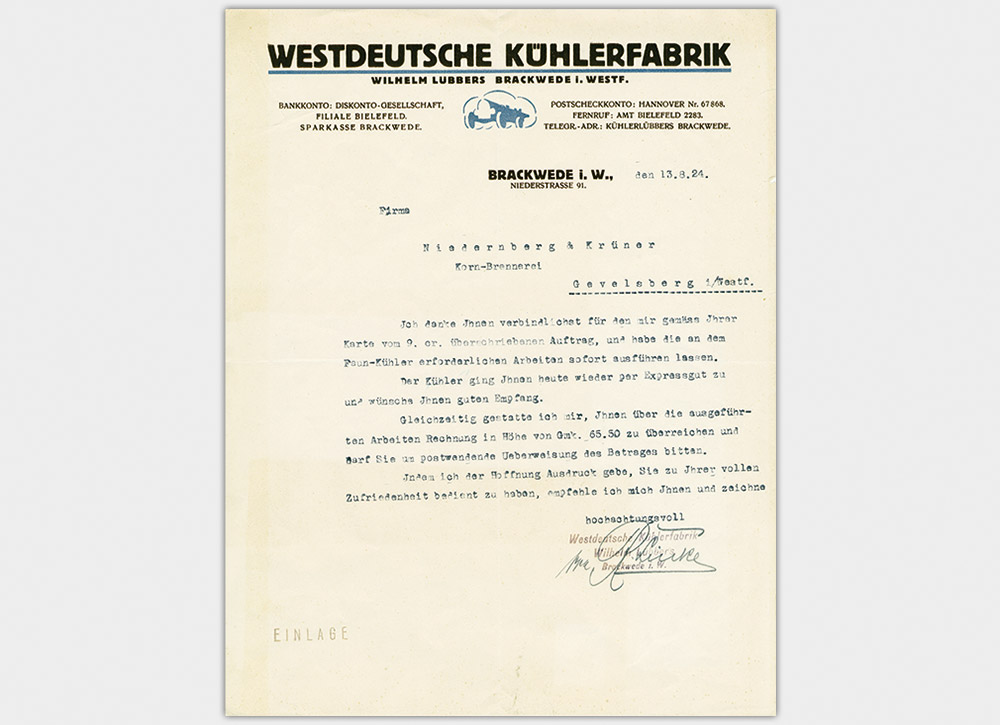 WESTDEUTSCHE KÜHLERFABRIK
WILHELM LÜBBERS BRACKWEDE i. WESTF.
BANKKONTO: DISKONTO-GESELLSCHAFT,
FILIALE BIELEFELD.
SPARKASSE BRACKWEDE.
POSTSCHECKKONTO: HANNOVER Nr. 67868.
FERNRUF: AMT BIELEFELD 2283.
TELEGR.-ADR.: KÜHLERLÜBBERS BRACKWEDE.
BRACKWEDE i. W., den 13.8.24.
NIEDERSTRASSE 91.
Firma
Niedernberg & Krüner
Korn-Brennerei
Gevelsberg i/Westf.
Jch danke Jhnen verbindlichst für den mir gemäss Jhrer
Karte vom 9. cr. überschriebenen Auftrag, und habe die an dem
Faun-Kühler erforderlichen Arbeiten sofort ausführen lassen.
Der Kühler ging Jhnen heute wieder per Expressgut zu
und wünsche Jhnen guten Empfang.
Gleichzeitig gestatte ich mir, Jhnen über die ausgeführ-
ten Arbeiten Rechnung in Höhe von Gmk. 65.50 zu überreichen und
darf Sie um postwendende Ueberweisung des Betrages bitten.
Jndem ich der Hoffnung Ausdruck gebe, Sie zu Jhrer vollen
Zufriedenheit bedient zu haben, empfehle ich mich Jhnen und zeichne
hochachtungsvoll
Westdeutsche Kühlerfabrik
Wilhelm Lübbers
Brackwede i. W.
EINLAGE